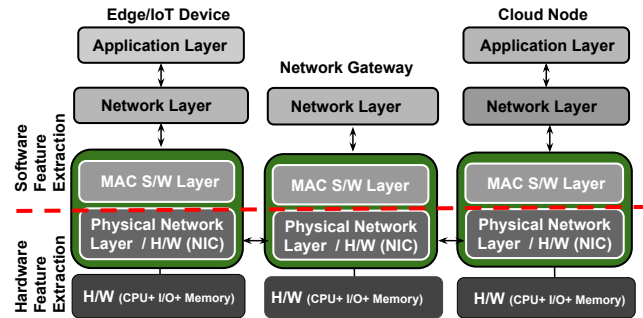 Edge/IoT Device
Cloud Node
Application Layer
Application Layer
Network Gateway
Network Layer
Network Layer
Network Layer
Software
Feature
Extraction
MAC S/W Layer
MAC S/W Layer
MAC S/W Layer
Physical Network
Layer / H/W (NIC)
Physical Network
Layer / H/W (NIC)
Physical Network
Layer / H/W (NIC)
Hardware
Feature
Extraction
H/W (CPU+ I/O+ Memory)
H/W (CPU+ I/O+ Memory)
H/W (CPU+ I/O+ Memory)